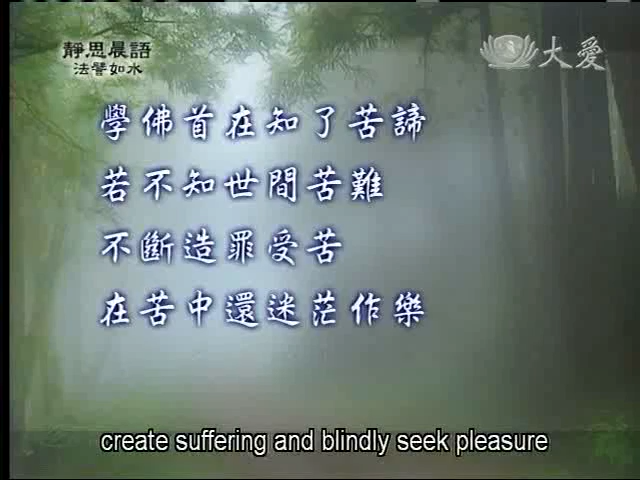 靜思晨語
法譬如水
大愛
學佛首在知了苦諦
若不知世間苦難
不斷造罪受苦
在苦中還迷茫作樂
create suffering and blindly seek pleasure